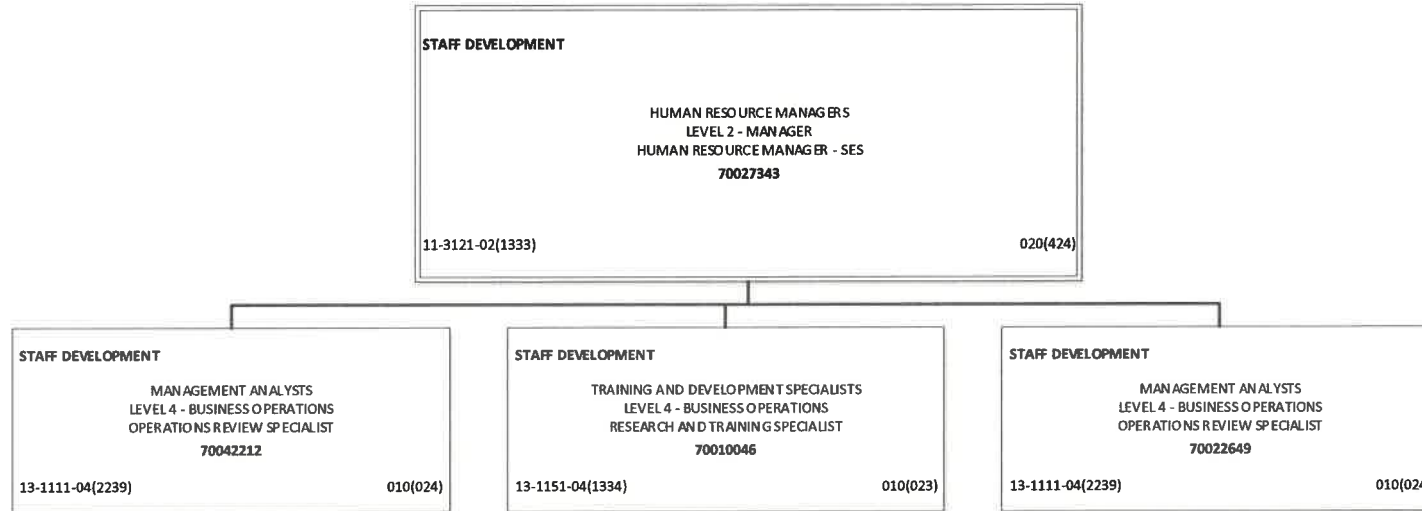 STAFF DEVELOPMENT
HUMAN RESOURCE MANAGERS
LEVEL 2 - MANAGER
HUMAN RESOURCE MANAGER - SES
70027343
11-3121-02(1333) 020(424)
STAFF DEVELOPMENT
MANAGEMENT ANALYSTS
LEVEL 4 - BUSINESS OPERATIONS
OPERATIONS REVIEW SPECIALIST
70042212
13-1111-04(2239) 010(024)
STAFF DEVELOPMENT
TRAINING AND DEVELOPMENT SPECIALISTS
LEVEL 4 - BUSINESS OPERATIONS
RESEARCH AND TRAINING SPECIALIST
70010046
13-1151-04(1334) 010(023)
STAFF DEVELOPMENT
MANAGEMENT ANALYSTS
LEVEL 4 - BUSINESS OPERATIONS
OPERATIONS REVIEW SPECIALIST
70022649
13-1111-04(2239) 010(024